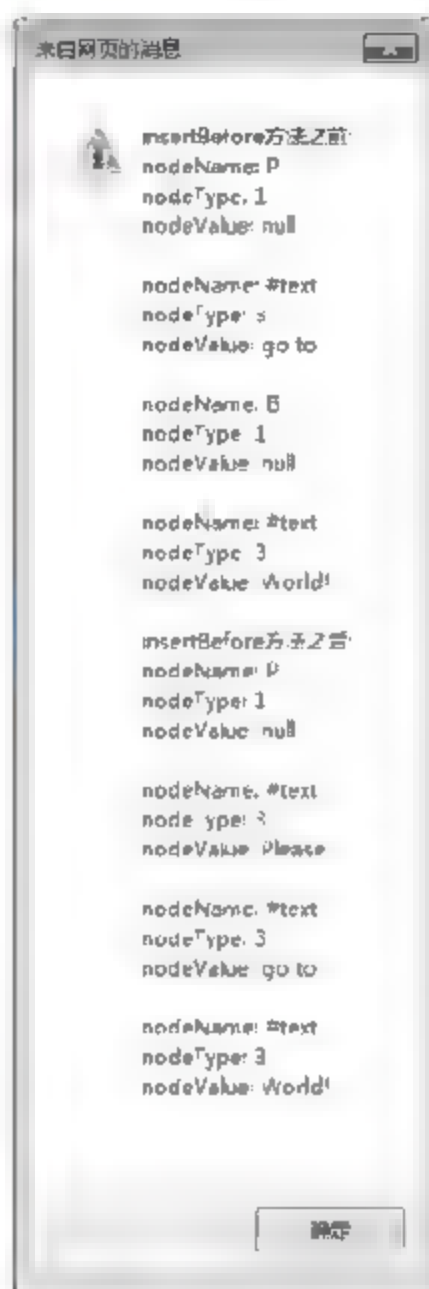 来自网页的消息
insertBefore方法之前:
nodeName: P
nodeType: 1
nodeValue: null
nodeName: #text
nodeType: 3
nodeValue: go to
nodeName: B
nodeType: 1
nodeValue: null
nodeName: #text
nodeType: 3
nodeValue: World!
insertBefore方法之后:
nodeName: P
nodeType: 1
nodeValue: null
nodeName: #text
nodeType: 3
nodeValue: Please
nodeName: #text
nodeType: 3
nodeValue: go to
nodeName: #text
nodeType: 3
nodeValue: World!
确定